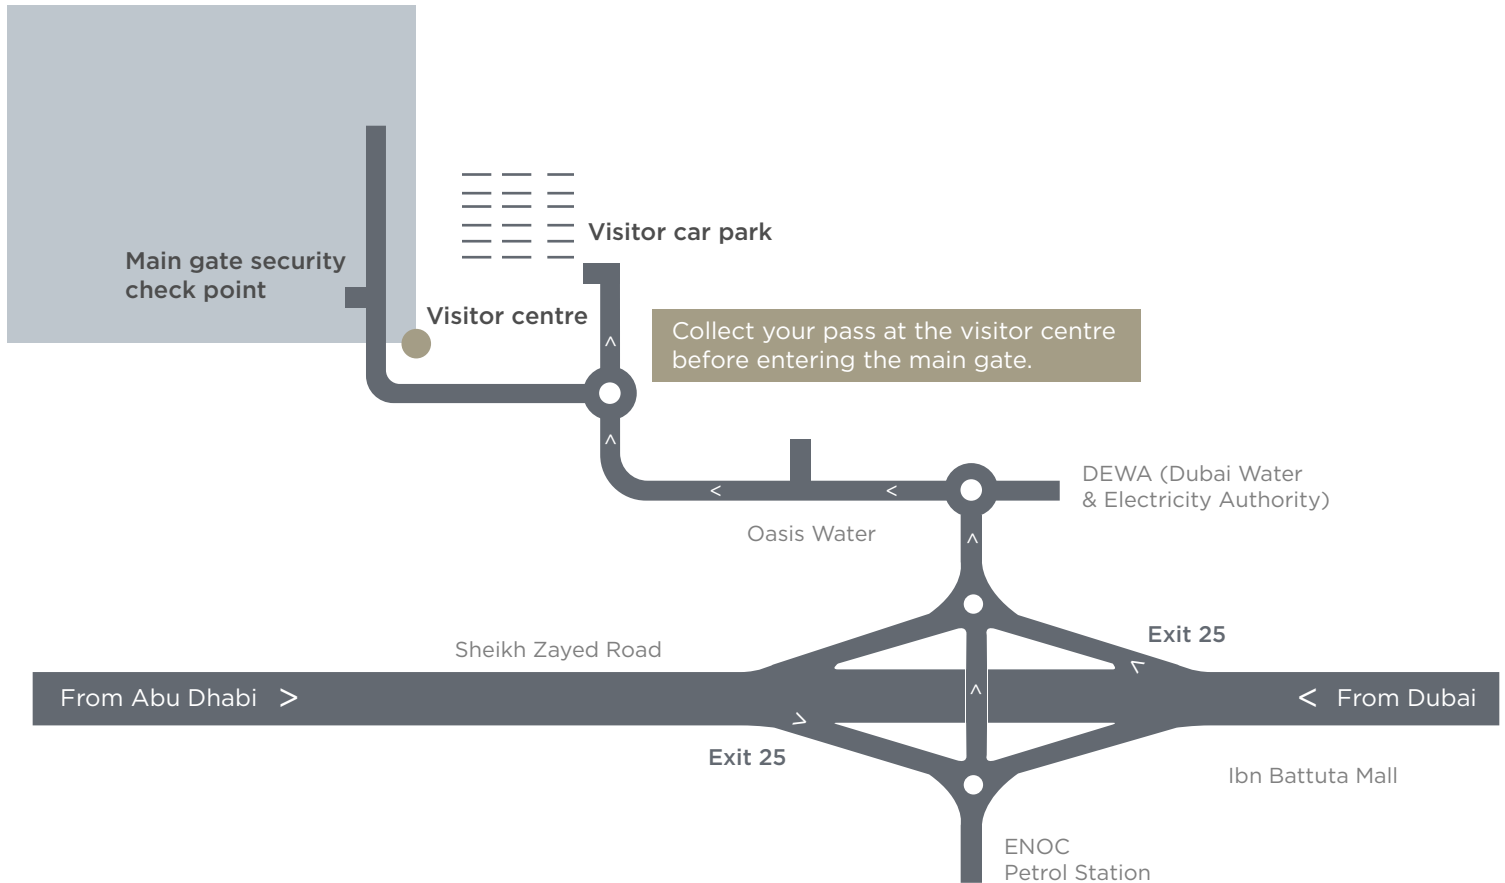 Visitor car park
Main gate security
check point
Visitor centre
Collect your pass at the visitor centre
before entering the main gate.
DEWA (Dubai Water
& Electricity Authority)
Oasis Water
Exit 25
Sheikh Zayed Road
From Abu Dhabi >
< From Dubai
Exit 25
Ibn Battuta Mall
ENOC
Petrol Station